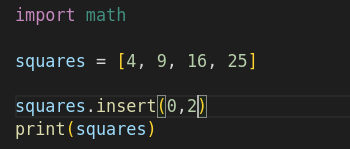 import math
squares = [4, 9, 16, 25]
squares.insert(0,2)
print(squares)